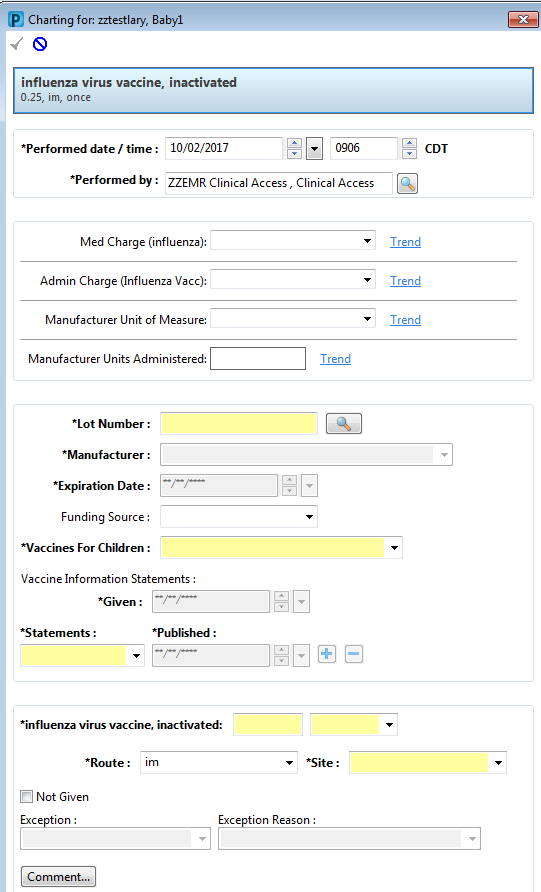 P Charting for: zztestlary, Baby1
influenza virus vaccine, inactivated
0.25, im, once
*Performed date / time : 10/02/2017 0906 CDT
*Performed by : ZZEMR Clinical Access , Clinical Access
Med Charge (influenza): Trend
Admin Charge (Influenza Vacc): Trend
Manufacturer Unit of Measure: Trend
Manufacturer Units Administered: Trend
*Lot Number :
*Manufacturer :
*Expiration Date : **/**/****
Funding Source :
*Vaccines For Children :
Vaccine Information Statements :
*Given : **/**/****
*Statements : *Published :
**/**/****
*influenza virus vaccine, inactivated:
*Route : im *Site :
Not Given
Exception : Exception Reason :
Comment...